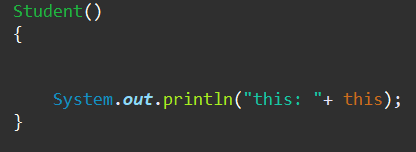 Student()
{
System.out.println("this: "+ this);
}